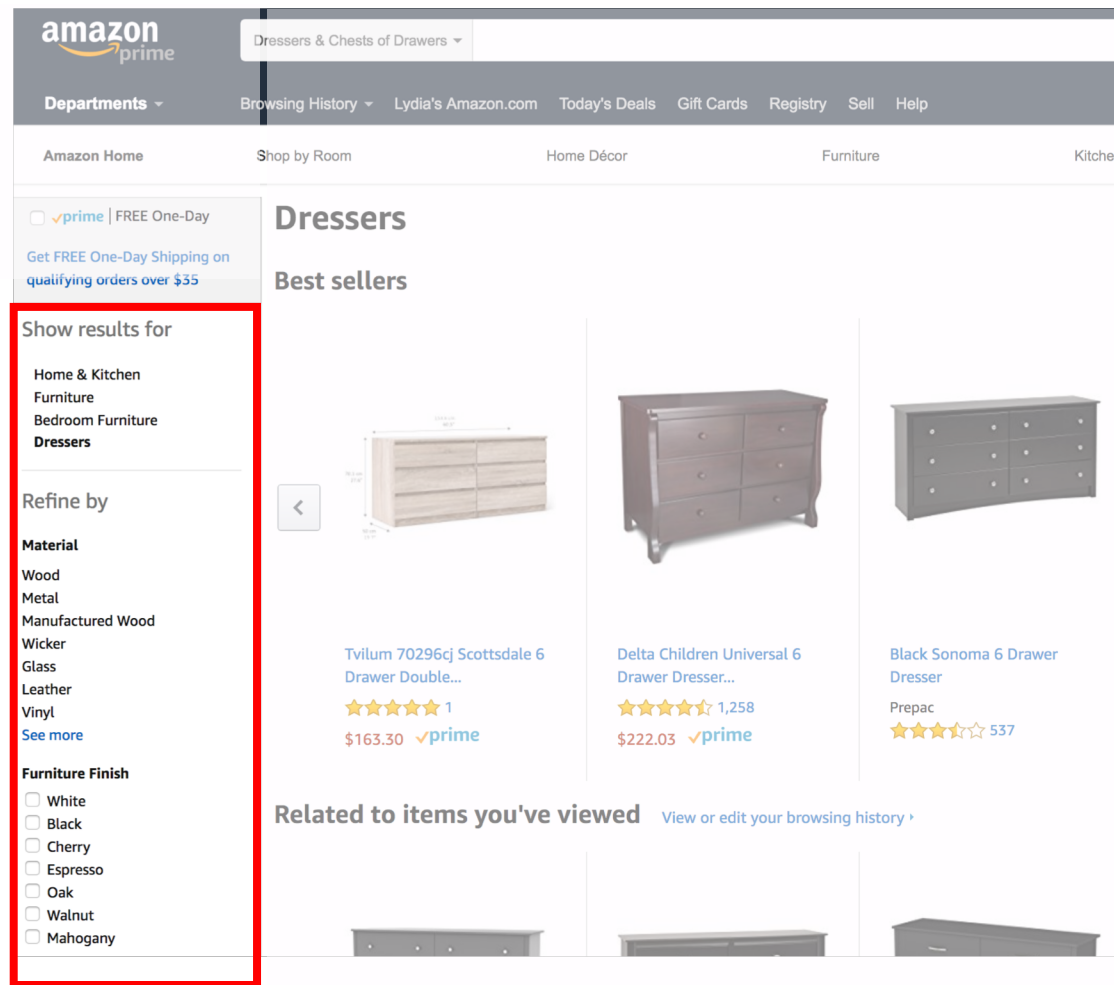 amazon
prime
Dressers & Chests of Drawers
Departments
Browsing History Lydia's Amazon.com Today's Deals Gift Cards Registry Sell Help
Amazon Home Shop by Room Home Décor Furniture Kitche
prime | FREE One-Day
Get FREE One-Day Shipping on
qualifying orders over $35
Show results for
Home & Kitchen
Furniture
Bedroom Furniture
Dressers
Refine by
Material
Wood
Metal
Manufactured Wood
Wicker
Glass
Leather
Vinyl
See more
Furniture Finish
White
Black
Cherry
Espresso
Oak
Walnut
Mahogany
Dressers
Best sellers
Tvilum 70296cj Scottsdale 6
Drawer Double...
1
$163.30 prime
Delta Children Universal 6
Drawer Dresser...
1,258
$222.03 prime
Black Sonoma 6 Drawer
Dresser
Prepac
537
Related to items you've viewed View or edit your browsing history